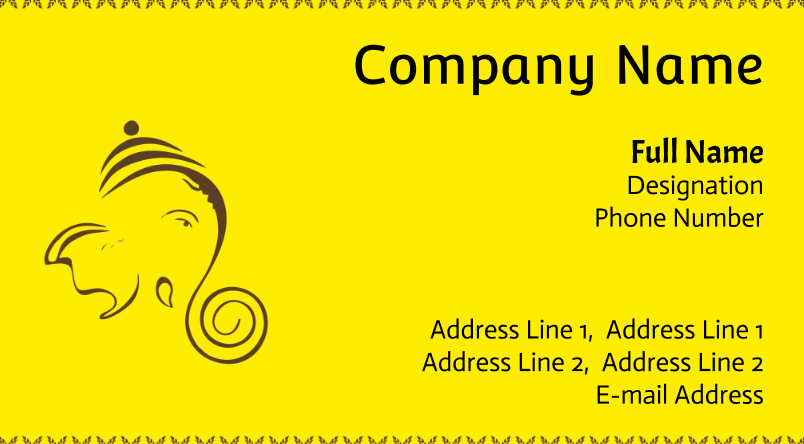 Company Name
Full Name
Designation
Phone Number
Address Line 1,  Address Line 1
Address Line 2,  Address Line 2
E-mail Address